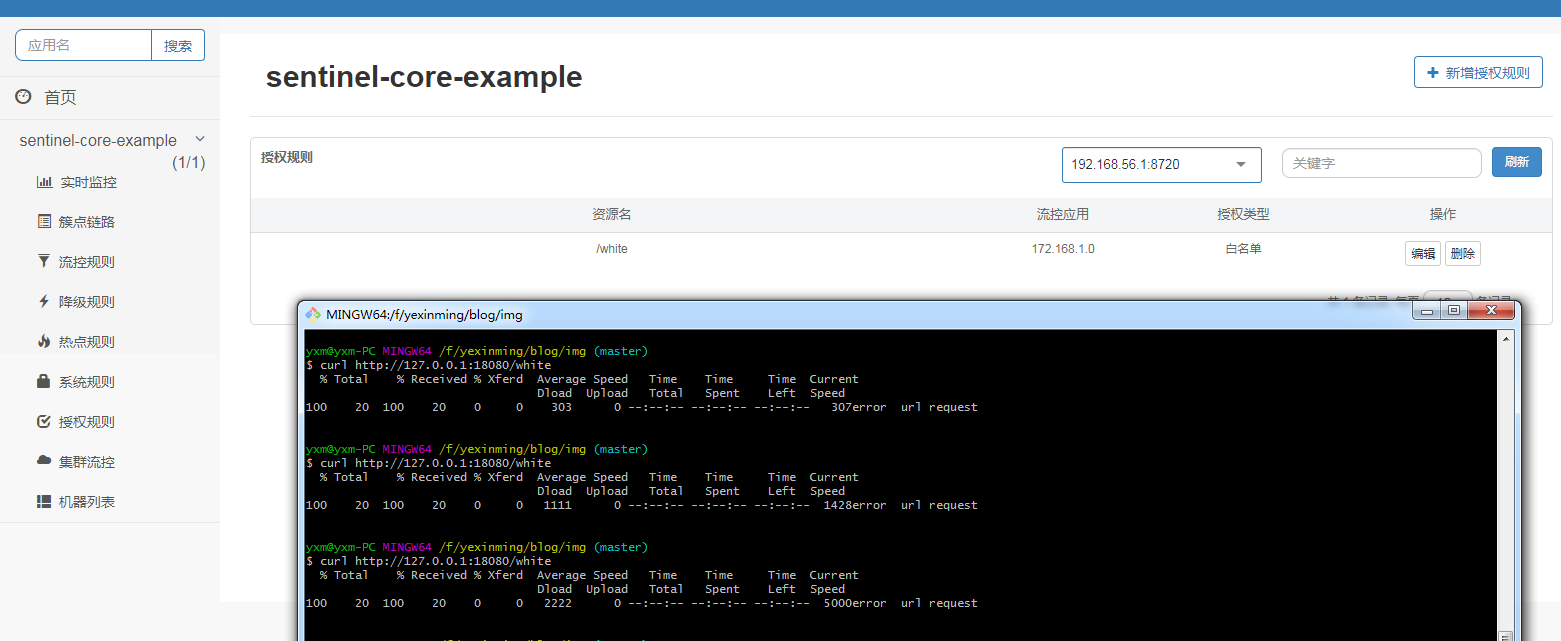 应用名 搜索
首页
sentinel-core-example
(1/1)
实时监控
簇点链路
流控规则
降级规则
热点规则
系统规则
授权规则
集群流控
机器列表
sentinel-core-example
新增授权规则
授权规则 192.168.56.1:8720 关键字 刷新
资源名 流控应用 授权类型 操作
/white 172.168.1.0 白名单 编辑 删除
MINGW64:/f/yexinming/blog/img
yxm@yxm-PC MINGW64 /f/yexinming/blog/img (master)
$ curl http://127.0.0.1:18080/white
% Total % Received % Xferd Average Speed Time Time Time Current
Dload Upload Total Spent Left Speed
100 20 100 20 0 0 303 0 --:--:-- --:--:-- --:--:-- 307error url request
yxm@yxm-PC MINGW64 /f/yexinming/blog/img (master)
$ curl http://127.0.0.1:18080/white
% Total % Received % Xferd Average Speed Time Time Time Current
Dload Upload Total Spent Left Speed
100 20 100 20 0 0 1111 0 --:--:-- --:--:-- --:--:-- 1428error url request
yxm@yxm-PC MINGW64 /f/yexinming/blog/img (master)
$ curl http://127.0.0.1:18080/white
% Total % Received % Xferd Average Speed Time Time Time Current
Dload Upload Total Spent Left Speed
100 20 100 20 0 0 2222 0 --:--:-- --:--:-- --:--:-- 5000error url request